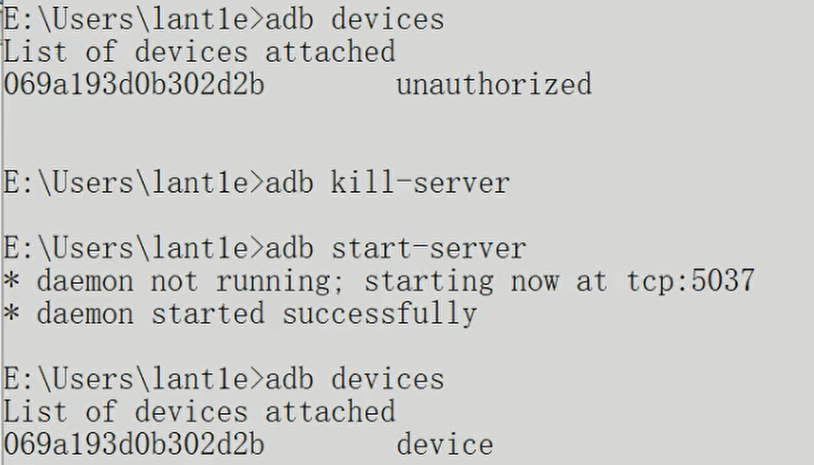 E:\Users\lant1e>adb devices
List of devices attached
069a193d0b302d2b        unauthorized
E:\Users\lant1e>adb kill-server
E:\Users\lant1e>adb start-server
* daemon not running; starting now at tcp:5037
* daemon started successfully
E:\Users\lant1e>adb devices
List of devices attached
069a193d0b302d2b        device